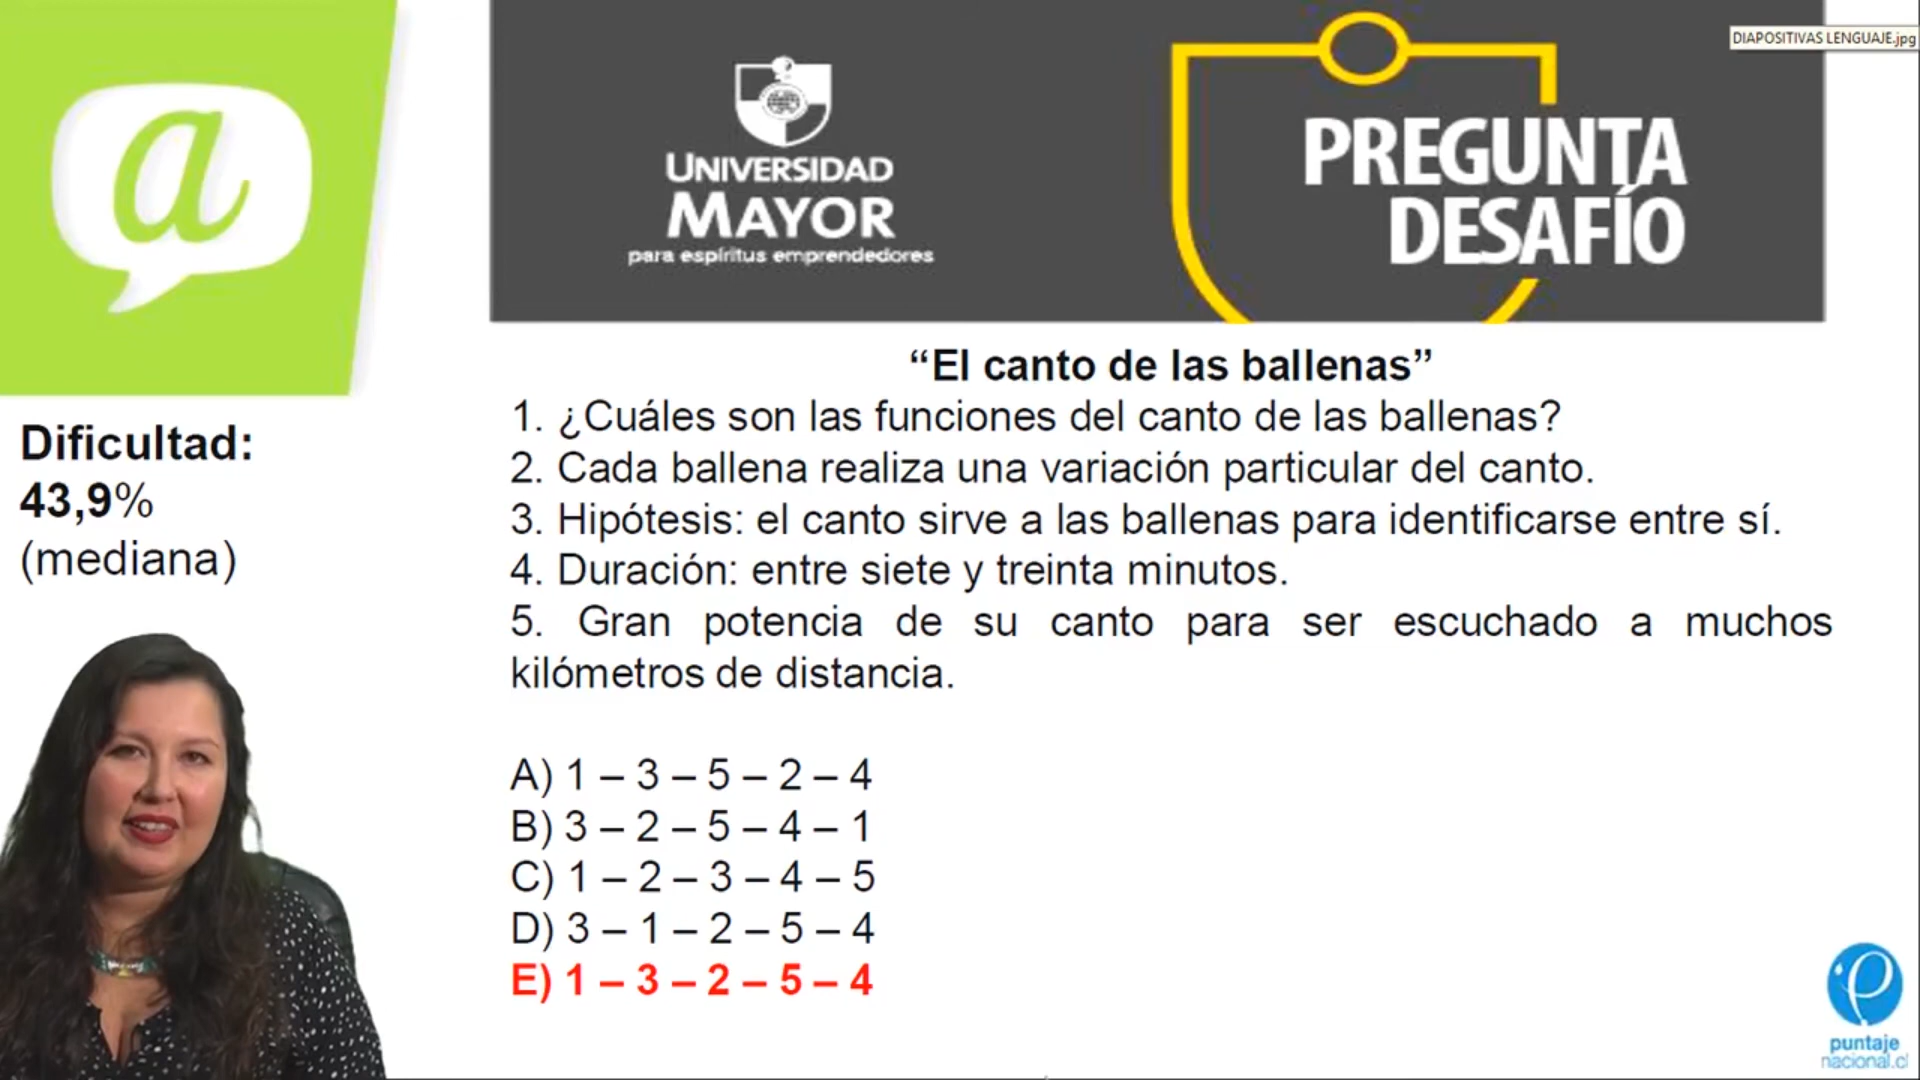 DIAPOSITIVAS LENGUAJE.jpg
a
UNIVERSIDAD
MAYOR
para espíritus emprendedores
PREGUNTA
DESAFÍO
“El canto de las ballenas”
1. ¿Cuáles son las funciones del canto de las ballenas?
2. Cada ballena realiza una variación particular del canto.
3. Hipótesis: el canto sirve a las ballenas para identificarse entre sí.
4. Duración: entre siete y treinta minutos.
5. Gran potencia de su canto para ser escuchado a muchos
kilómetros de distancia.
A) 1 – 3 – 5 – 2 – 4
B) 3 – 2 – 5 – 4 – 1
C) 1 – 2 – 3 – 4 – 5
D) 3 – 1 – 2 – 5 – 4
E) 1 – 3 – 2 – 5 – 4
Dificultad:
43,9%
(mediana)
puntaje
nacional.cl